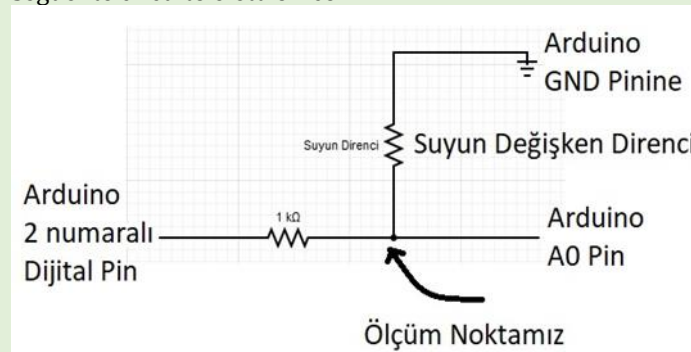 Arduino
GND Pinine
Suyun Direnci
Suyun Değişken Direnci
Arduino
2 numaralı
Dijital Pin
1 kΩ
Arduino
A0 Pin
Ölçüm Noktamız